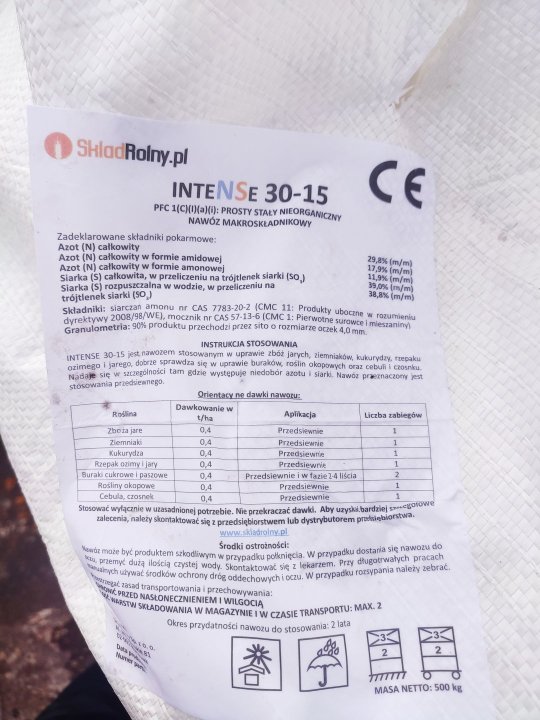 SkładRolny.pl
CE
INTENSE 30-15
PFC 1(C)(I)(a)(i): PROSTY STAŁY NIEORGANICZNY
NAWÓZ MAKROSKŁADNIKOWY
Zadeklarowane składniki pokarmowe:
Azot (N) całkowity 29,8% (m/m)
Azot (N) całkowity w formie amidowej 17,9% (m/m)
Azot (N) całkowity w formie amonowej 11,9% (m/m)
Siarka (S) całkowita, w przeliczeniu na trójtlenek siarki (SO3) 39,0% (m/m)
Siarka (S) rozpuszczalna w wodzie, w przeliczeniu na
trójtlenek siarki (SO3) 38,8% (m/m)
Składniki: siarczan amonu nr CAS 7783-20-2 (CMC 11: Produkty uboczne w rozumieniu
dyrektywy 2008/98/WE), mocznik nr CAS 57-13-6 (CMC 1: Pierwotne surowce i mieszaniny)
Granulometria: 90% produktu przechodzi przez sito o rozmiarze oczek 4,0 mm.
INSTRUKCJA STOSOWANIA
INTENSE 30-15 jest nawozem stosowanym w uprawie zbóż jarych, ziemniaków, kukurydzy, rzepaku
ozimego i jarego, dobrze sprawdza się w uprawie buraków, roślin okopowych oraz cebuli i czosnku.
Nadaje się w szczególności tam gdzie występuje niedobór azotu i siarki. Nawóz przeznaczony jest
stosowania przedsiewnego.
Orientacyjne dawki nawozu:
Roślina Dawkowanie w t/ha Aplikacja Liczba zabiegów
Zboża jare 0,4 Przedsiewnie 1
Ziemniaki 0,4 Przedsiewnie 1
Kukurydza 0,4 Przedsiewnie 1
Rzepak ozimy i jary 0,4 Przedsiewnie 1
Buraki cukrowe i pastewne 0,4 Przedsiewnie i w fazie 2-4 liścia 2
Rośliny okopowe 0,4 Przedsiewnie 1
Cebula, czosnek 0,4 Przedsiewnie 1
Stosować wyłącznie w uzasadnionej potrzebie. Nie przekraczać dawki. Aby uzyskać bardziej szczegółowe
zalecenia, należy skontaktować się z przedsiębiorstwem lub dystrybutorem przedsiębiorstwa.
www.skladrolny.pl
Środki ostrożności:
Nawóz może być produktem szkodliwym w przypadku połknięcia. W przypadku dostania się nawozu do
oczu, przemyć dużą ilością czystej wody. Skontaktować się z lekarzem. Przy długotrwałych pracach
manualnych używać środków ochrony dróg oddechowych i oczu. W przypadku rozsypania należy zebrać.
zasad transportowania i przechowywania:
PRZED NASŁONECZNIENIEM I WILGOCIĄ
WARSTW SKŁADOWANIA W MAGAZYNIE I W CZASIE TRANSPORTU: MAX. 2
Okres przydatności nawozu do stosowania: 2 lata
o. o.
Data
Numer
3 3
2 2
MASA NETTO: 500 kg